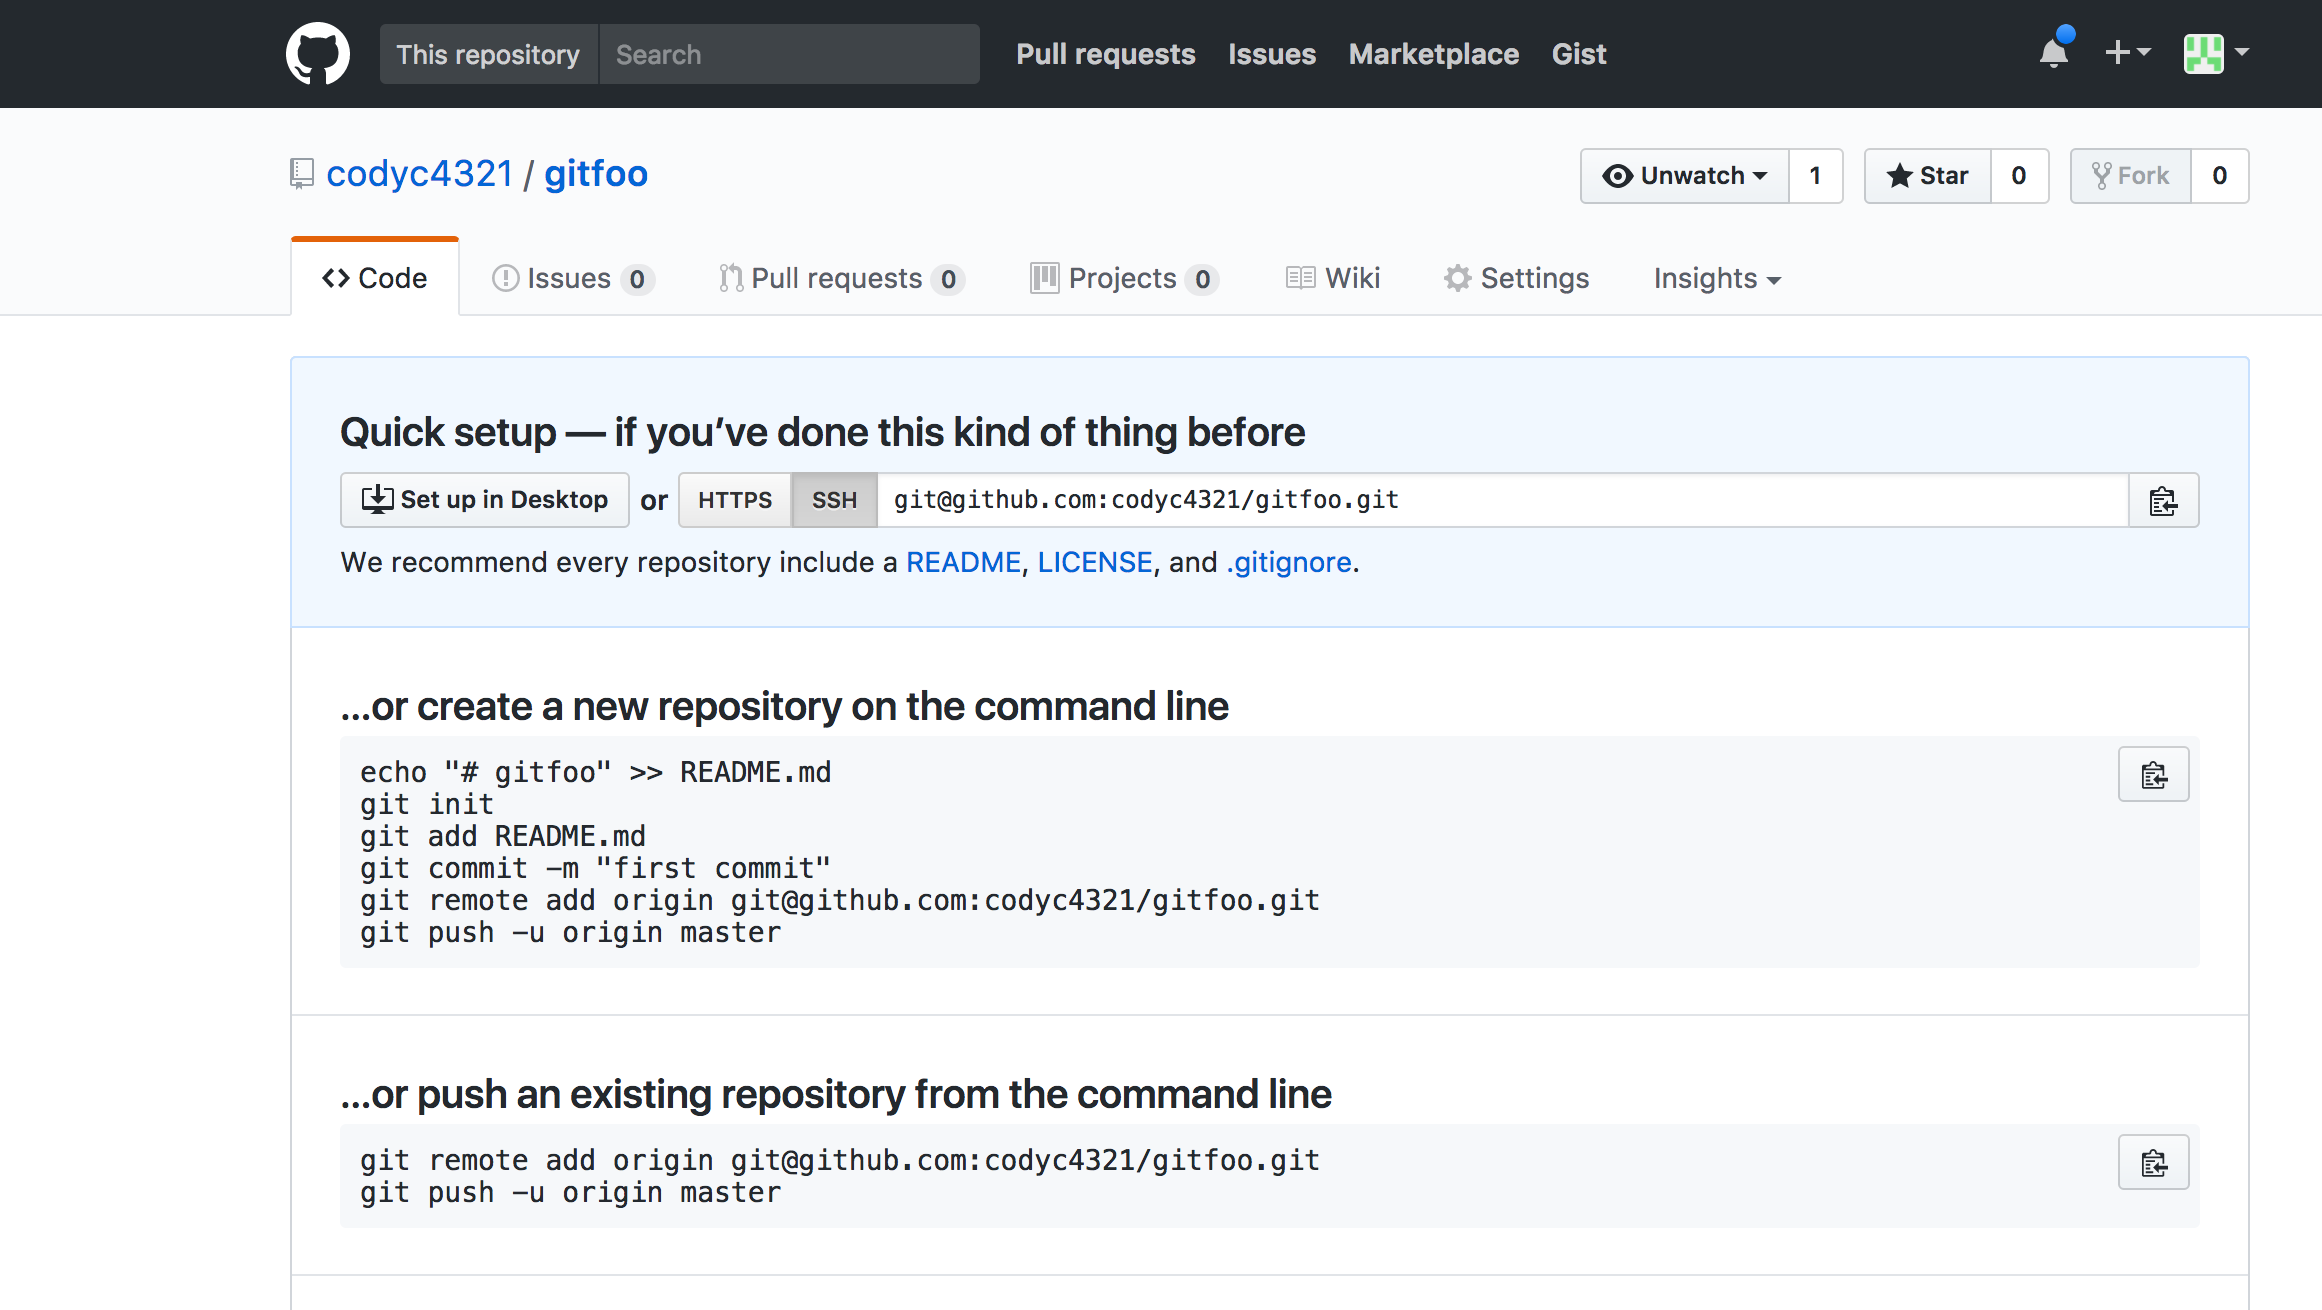 This repository Search Pull requests Issues Marketplace Gist
codyc4321 / gitfoo Unwatch 1 Star 0 Fork 0
Code Issues 0 Pull requests 0 Projects 0 Wiki Settings Insights
Quick setup — if you’ve done this kind of thing before
Set up in Desktop or HTTPS SSH git@github.com:codyc4321/gitfoo.git
We recommend every repository include a README, LICENSE, and .gitignore.
…or create a new repository on the command line
echo "# gitfoo" >> README.md
git init
git add README.md
git commit -m "first commit"
git remote add origin git@github.com:codyc4321/gitfoo.git
git push -u origin master
…or push an existing repository from the command line
git remote add origin git@github.com:codyc4321/gitfoo.git
git push -u origin master